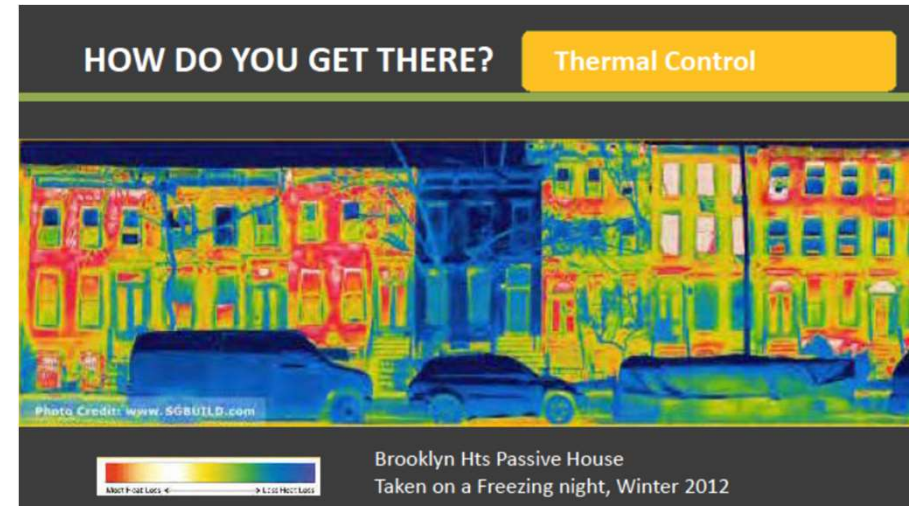 HOW DO YOU GET THERE?
Thermal Control
Photo Credit: www.SGBUILD.com
Most Heat Loss
Least Heat Loss
Brooklyn Hts Passive House
Taken on a Freezing night, Winter 2012